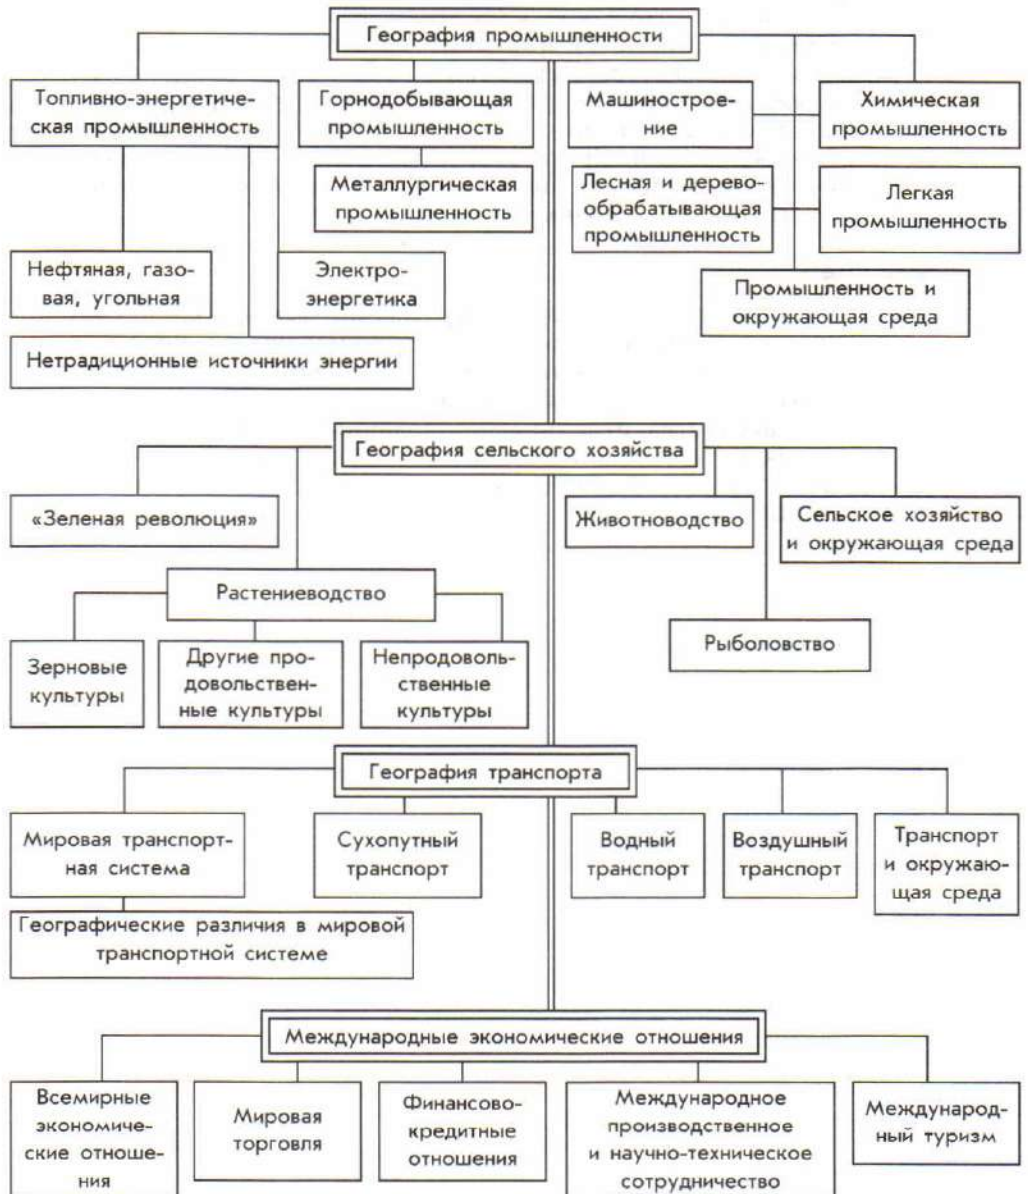 География промышленности
Топливно-энергетиче-
ская промышленность
Горнодобывающая
промышленность
Машинострое-
ние
Химическая
промышленность
Металлургическая
промышленность
Лесная и дерево-
обрабатывающая
промышленность
Легкая
промышленность
Нефтяная, газо-
вая, угольная
Электро-
энергетика
Промышленность и
окружающая среда
Нетрадиционные источники энергии
География сельского хозяйства
«Зеленая революция»
Животноводство
Сельское хозяйство
и окружающая среда
Растениеводство
Рыболовство
Зерновые
культуры
Другие про-
довольствен-
ные культуры
Непродоволь-
ственные
культуры
География транспорта
Мировая транспорт-
ная система
Сухопутный
транспорт
Водный
транспорт
Воздушный
транспорт
Транспорт
и окружаю-
щая среда
Географические различия в мировой
транспортной системе
Международные экономические отношения
Всемирные
экономиче-
ские отноше-
ния
Мировая
торговля
Финансово-
кредитные
отношения
Международное
производственное
и научно-техническое
сотрудничество
Международ-
ный туризм